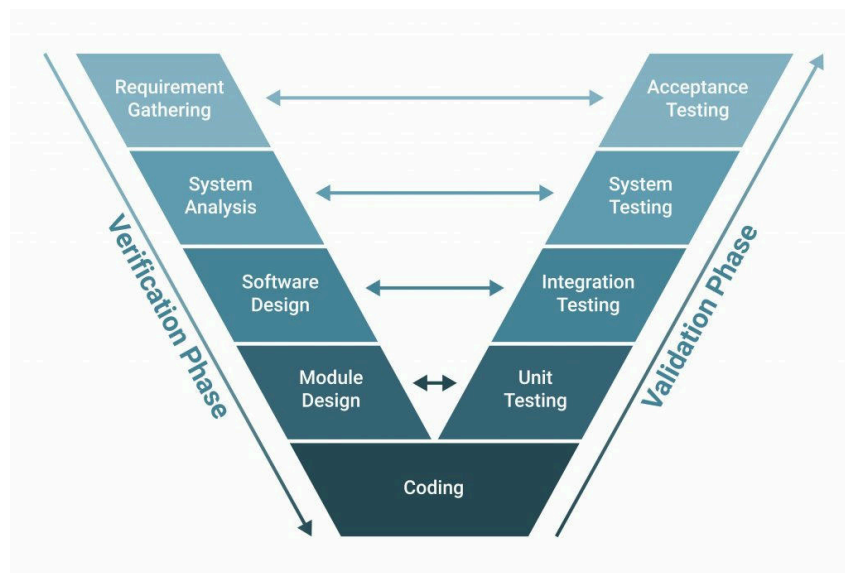 Requirement
Gathering
Acceptance
Testing
System
Analysis
System
Testing
Verification Phase
Validation Phase
Software
Design
Integration
Testing
Module
Design
Unit
Testing
Coding